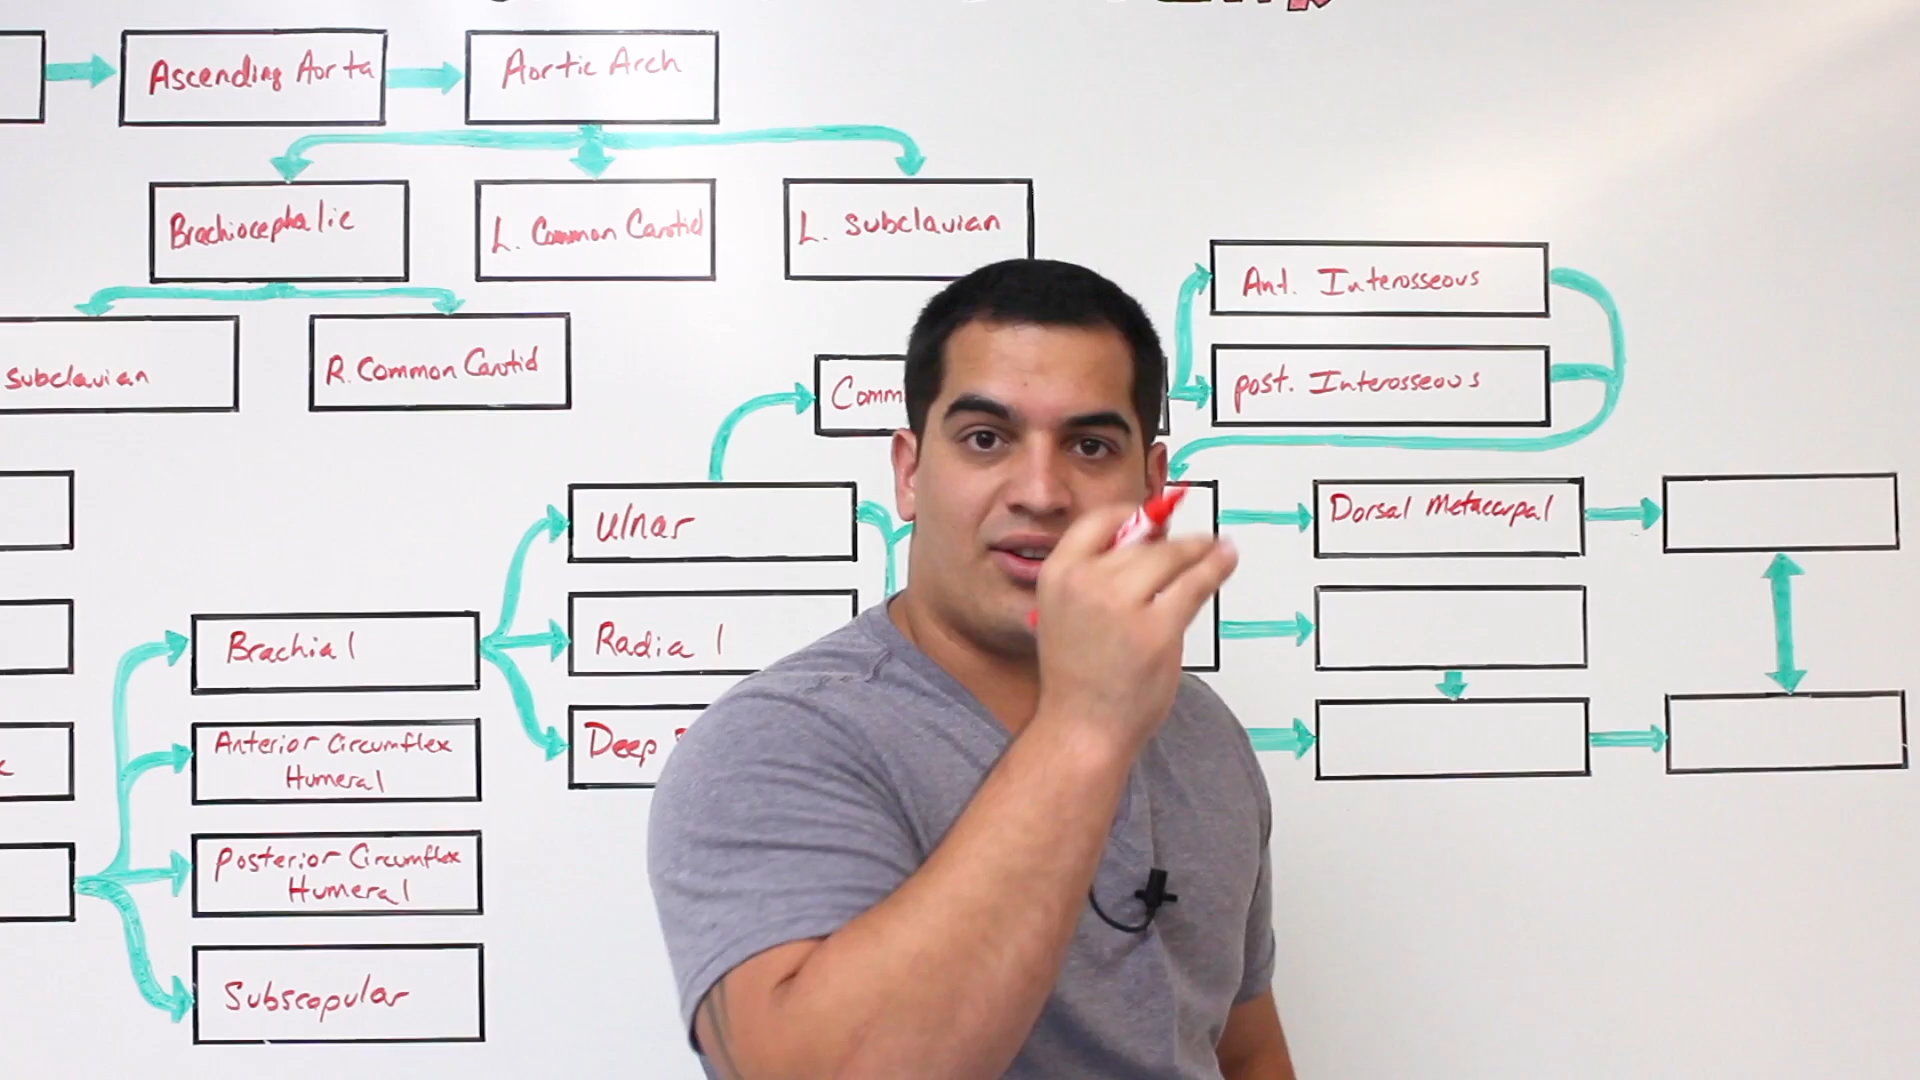 Ascending Aorta
Aortic Arch
Brachiocephalic
L. Common Carotid
L. Subclavian
Subclavian
R. Common Carotid
Ant. Interosseous
post. Interosseous
Ulnar
Radial
Deep
Dorsal Metacarpal
Brachial
Anterior Circumflex
Humeral
Posterior Circumflex
Humeral
Subscapular